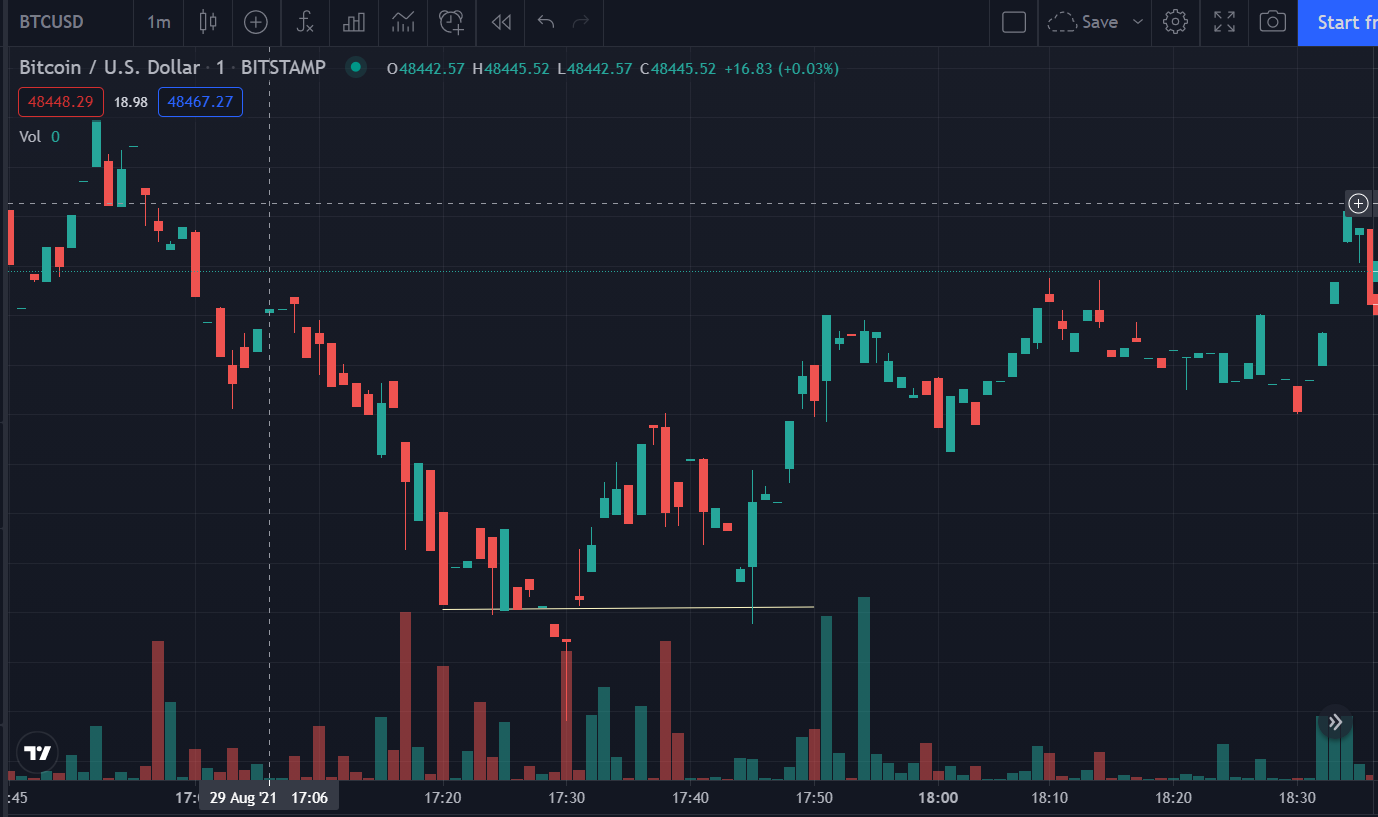 BTCUSD 1m Save Start fr
Bitcoin / U.S. Dollar · 1 · BITSTAMP O48442.57 H48445.52 L48442.57 C48445.52 +16.83 (+0.03%)
48448.29 18.98 48467.27
Vol 0
:45 17:0 29 Aug '21 17:06 17:20 17:30 17:40 17:50 18:00 18:10 18:20 18:30